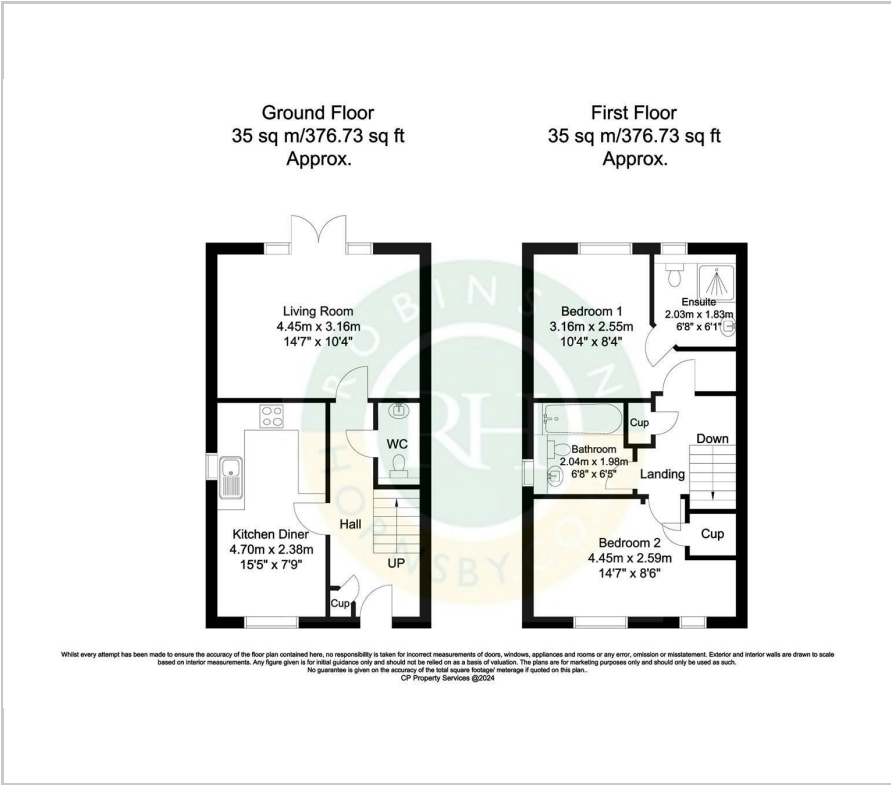 Ground Floor
35 sq m/376.73 sq ft
Approx.
First Floor
35 sq m/376.73 sq ft
Approx.
Living Room
4.45m x 3.16m
14'7" x 10'4"
WC
Hall
Kitchen Diner
4.70m x 2.38m
15'5" x 7'9"
UP
Cup
Bedroom 1
3.16m x 2.55m
10'4" x 8'4"
Ensuite
2.03m x 1.83m
6'8" x 6'1"
Cup
Down
Bathroom
2.04m x 1.98m
6'8" x 6'5"
Landing
Cup
Bedroom 2
4.45m x 2.59m
14'7" x 8'6"
ROBINSON
RH
HORNSBY CO
Whilst every attempt has been made to ensure the accuracy of the floor plan contained here, no responsibility is taken for incorrect measurements of doors, windows, appliances and rooms or any error, omission or misstatement. Exterior and interior walls are drawn to scale
based on interior measurements. Any figure given is for initial guidance only and should not be relied on as a basis of valuation. The plans are for marketing purposes only and should only be used as such.
No guarantee is given on the accuracy of the total square footage/ meterage if quoted on this plan..
CP Property Services @2024